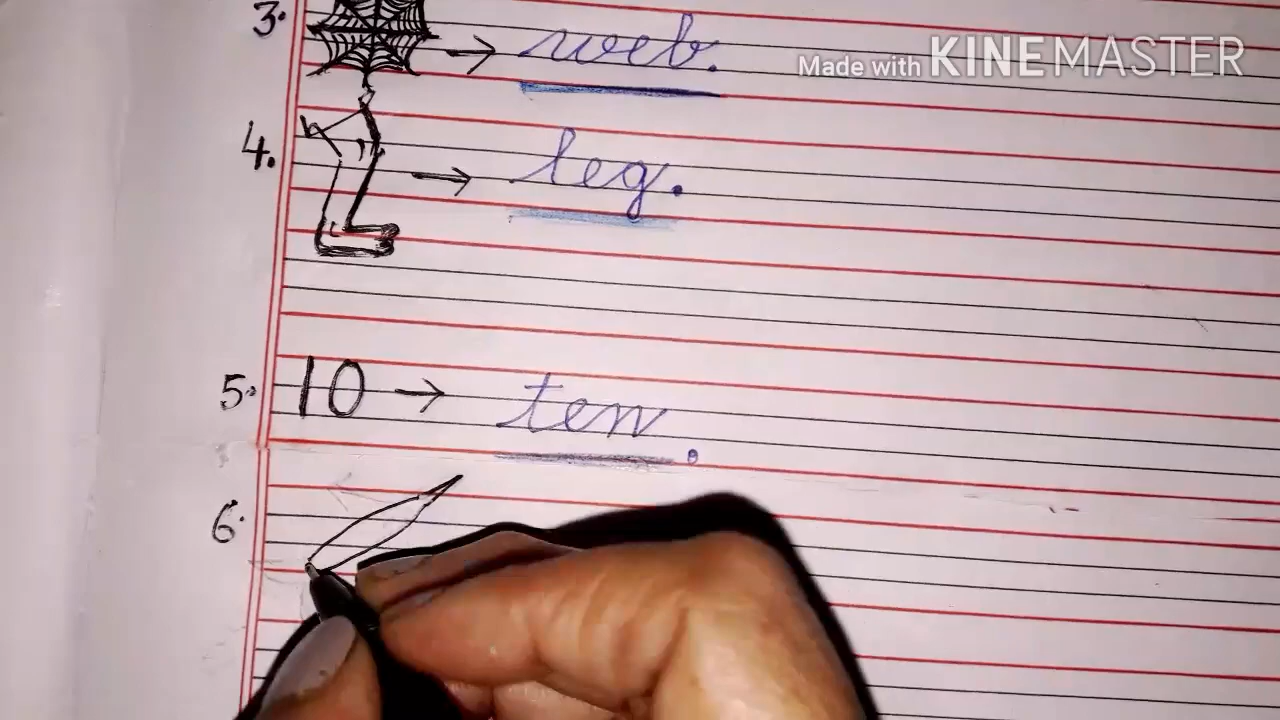 3. → web.
Made with KINEMASTER
4. → leg.
5. 10 → ten.
6.